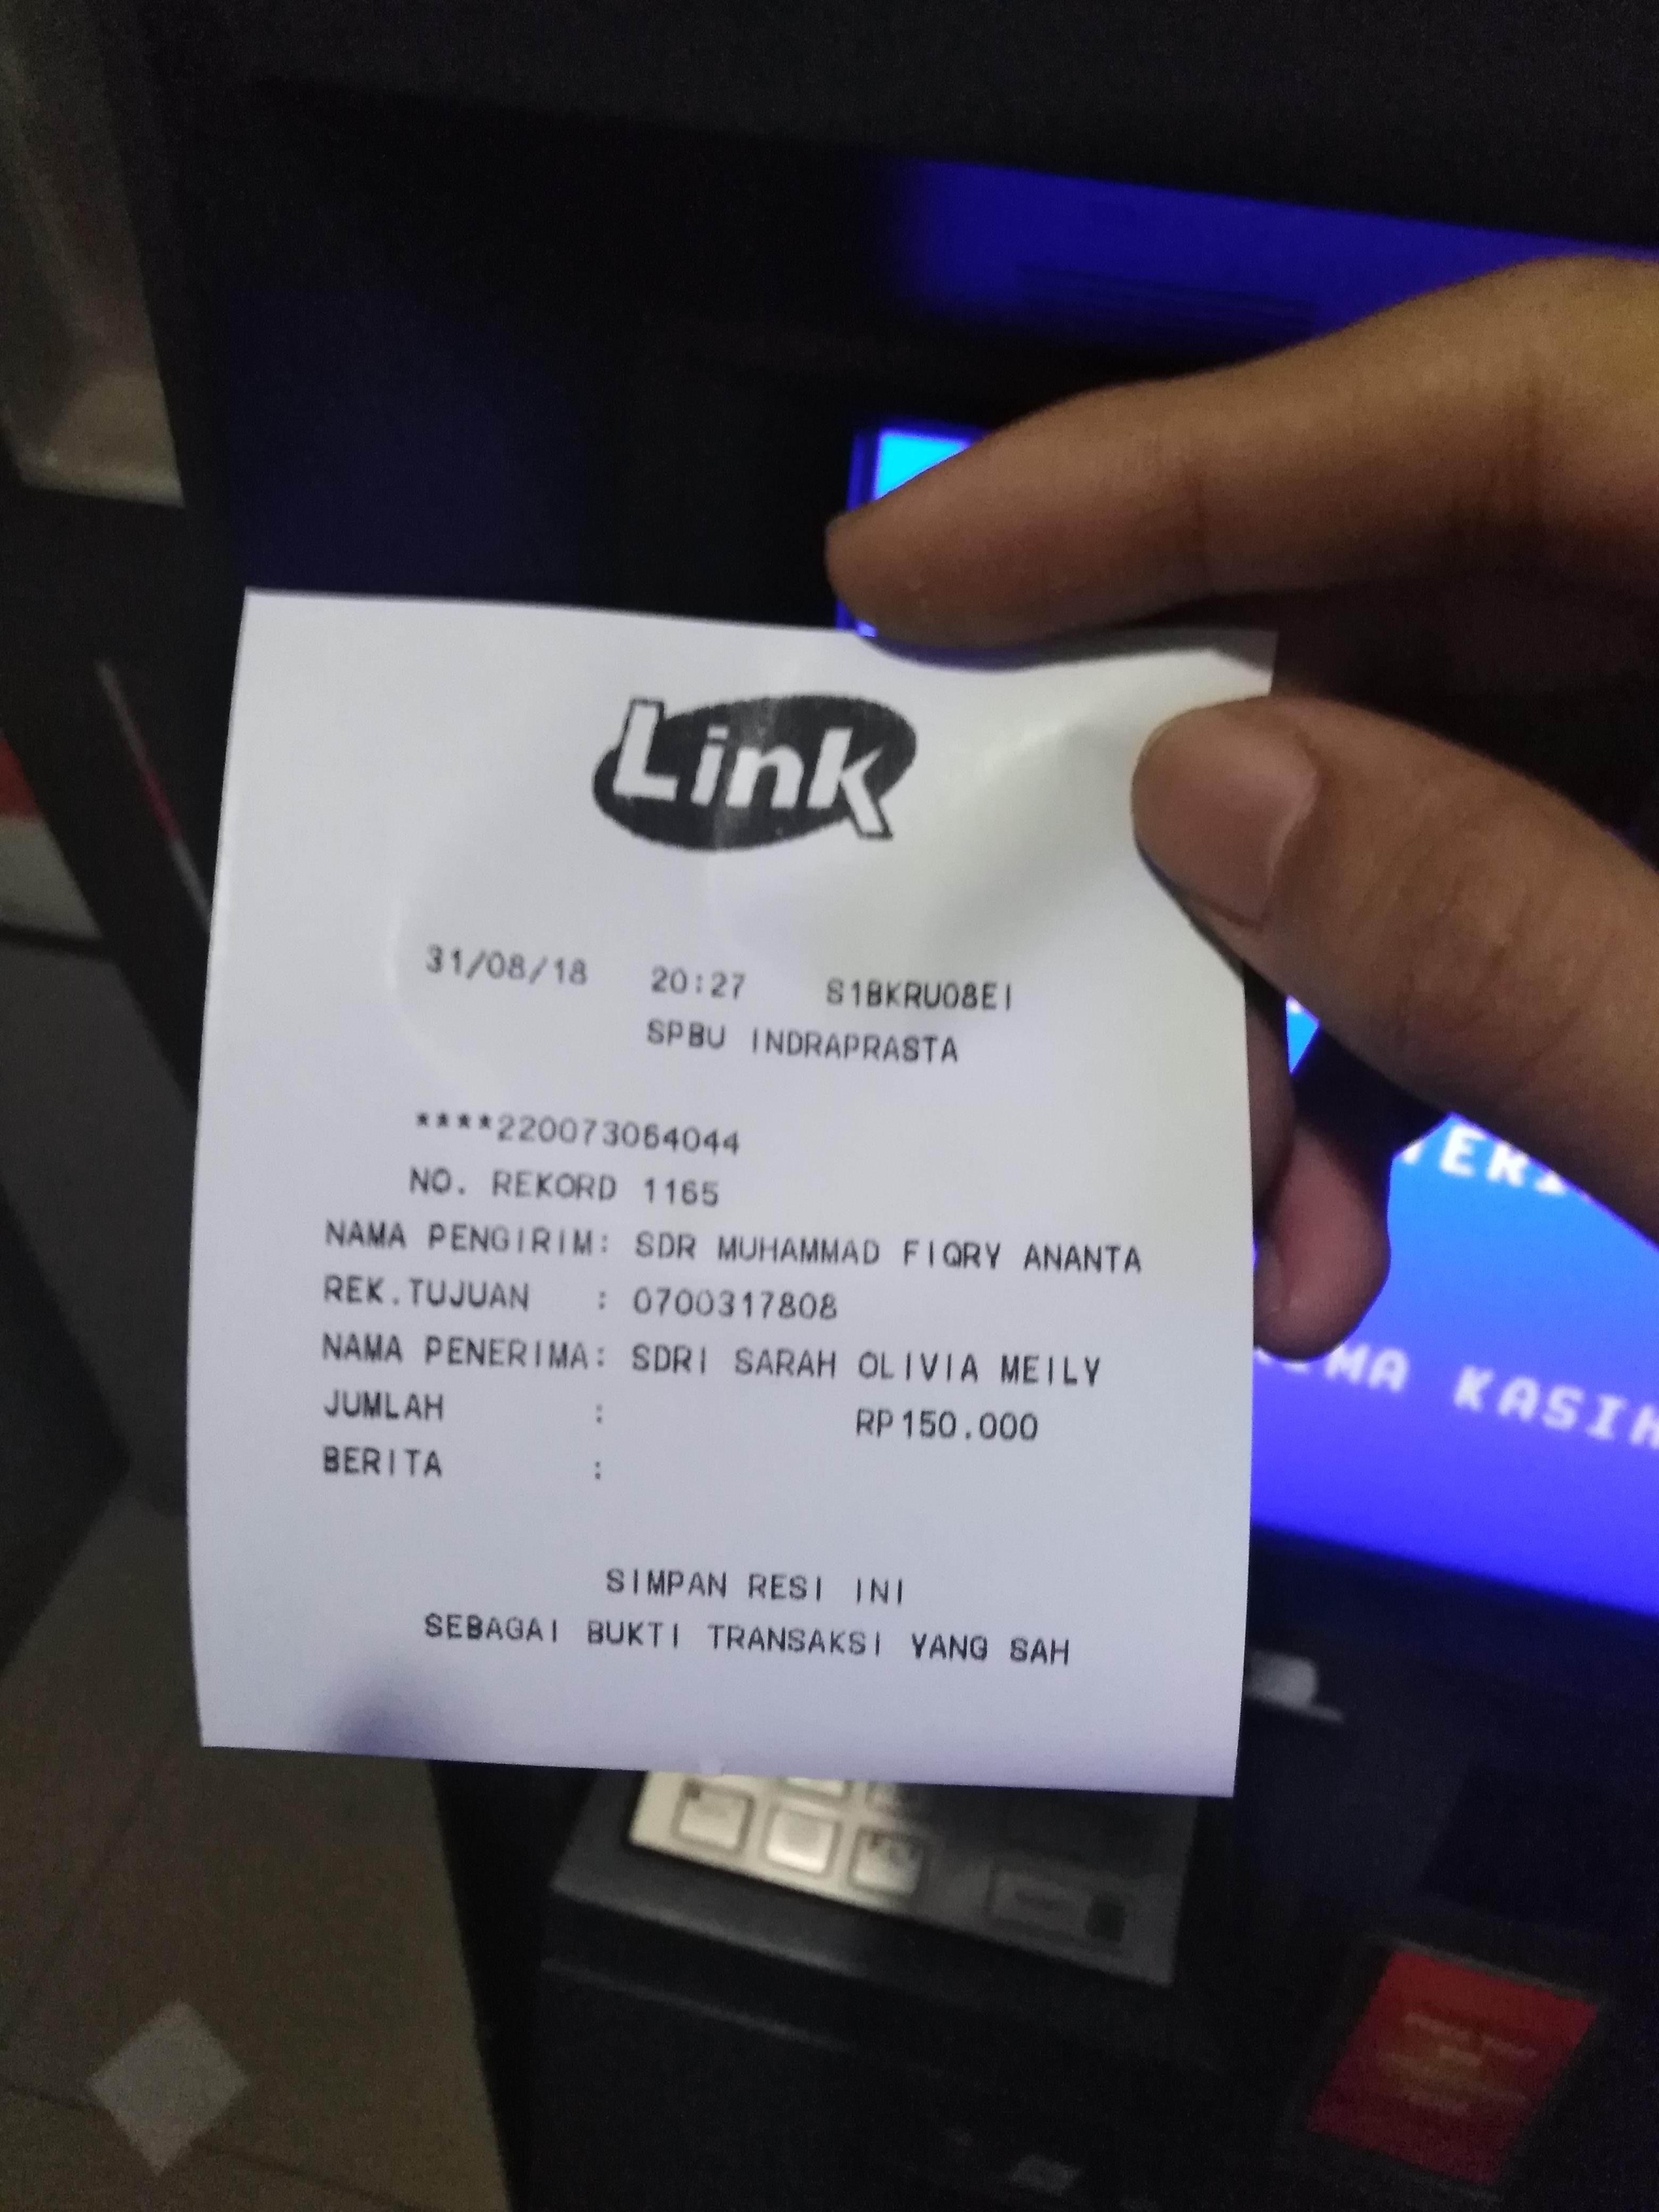 Link
31/08/18 20:27 S1BKRU08EI
SPBU INDRAPRASTA
****220073064044
NO. REKORD 1165
NAMA PENGIRIM: SDR MUHAMMAD FIQRY ANANTA
REK.TUJUAN : 0700317808
NAMA PENERIMA: SDRI SARAH OLIVIA MEILY
JUMLAH : RP150.000
BERITA :
SIMPAN RESI INI
SEBAGAI BUKTI TRANSAKSI YANG SAH
KASIH